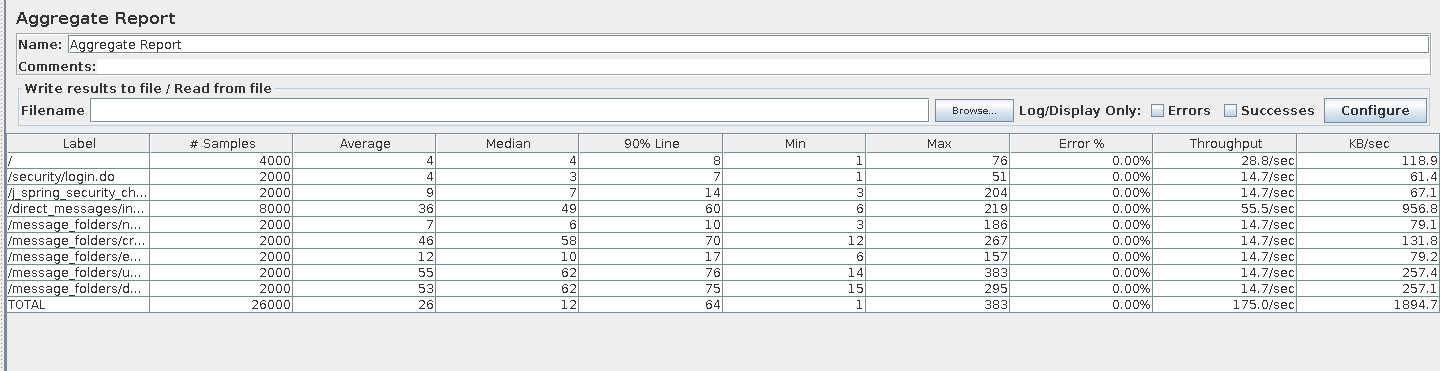 Aggregate Report
Name: Aggregate Report
Comments:
Write results to file / Read from file
Filename Browse... Log/Display Only: Errors Successes Configure
Label # Samples Average Median 90% Line Min Max Error % Throughput KB/sec
/ 4000 4 4 8 1 76 0.00% 28.8/sec 118.9
/security/login.do 2000 4 3 7 1 51 0.00% 14.7/sec 61.4
/j_spring_security_ch... 2000 9 7 14 3 204 0.00% 14.7/sec 67.1
/direct_messages/in... 8000 36 49 60 6 219 0.00% 55.5/sec 956.8
/message_folders/n... 2000 7 6 10 3 186 0.00% 14.7/sec 79.1
/message_folders/cr... 2000 46 58 70 12 267 0.00% 14.7/sec 131.8
/message_folders/e... 2000 12 10 17 6 157 0.00% 14.7/sec 79.2
/message_folders/u... 2000 55 62 76 14 383 0.00% 14.7/sec 257.4
/message_folders/d... 2000 53 62 75 15 295 0.00% 14.7/sec 257.1
TOTAL 26000 26 12 64 1 383 0.00% 175.0/sec 1894.7